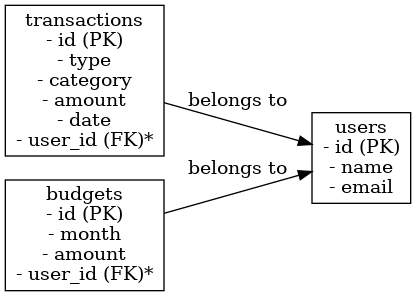 transactions
- id (PK)
- type
- category
- amount
- date
- user_id (FK)*
belongs to
users
- id (PK)
- name
- email
belongs to
budgets
- id (PK)
- month
- amount
- user_id (FK)*